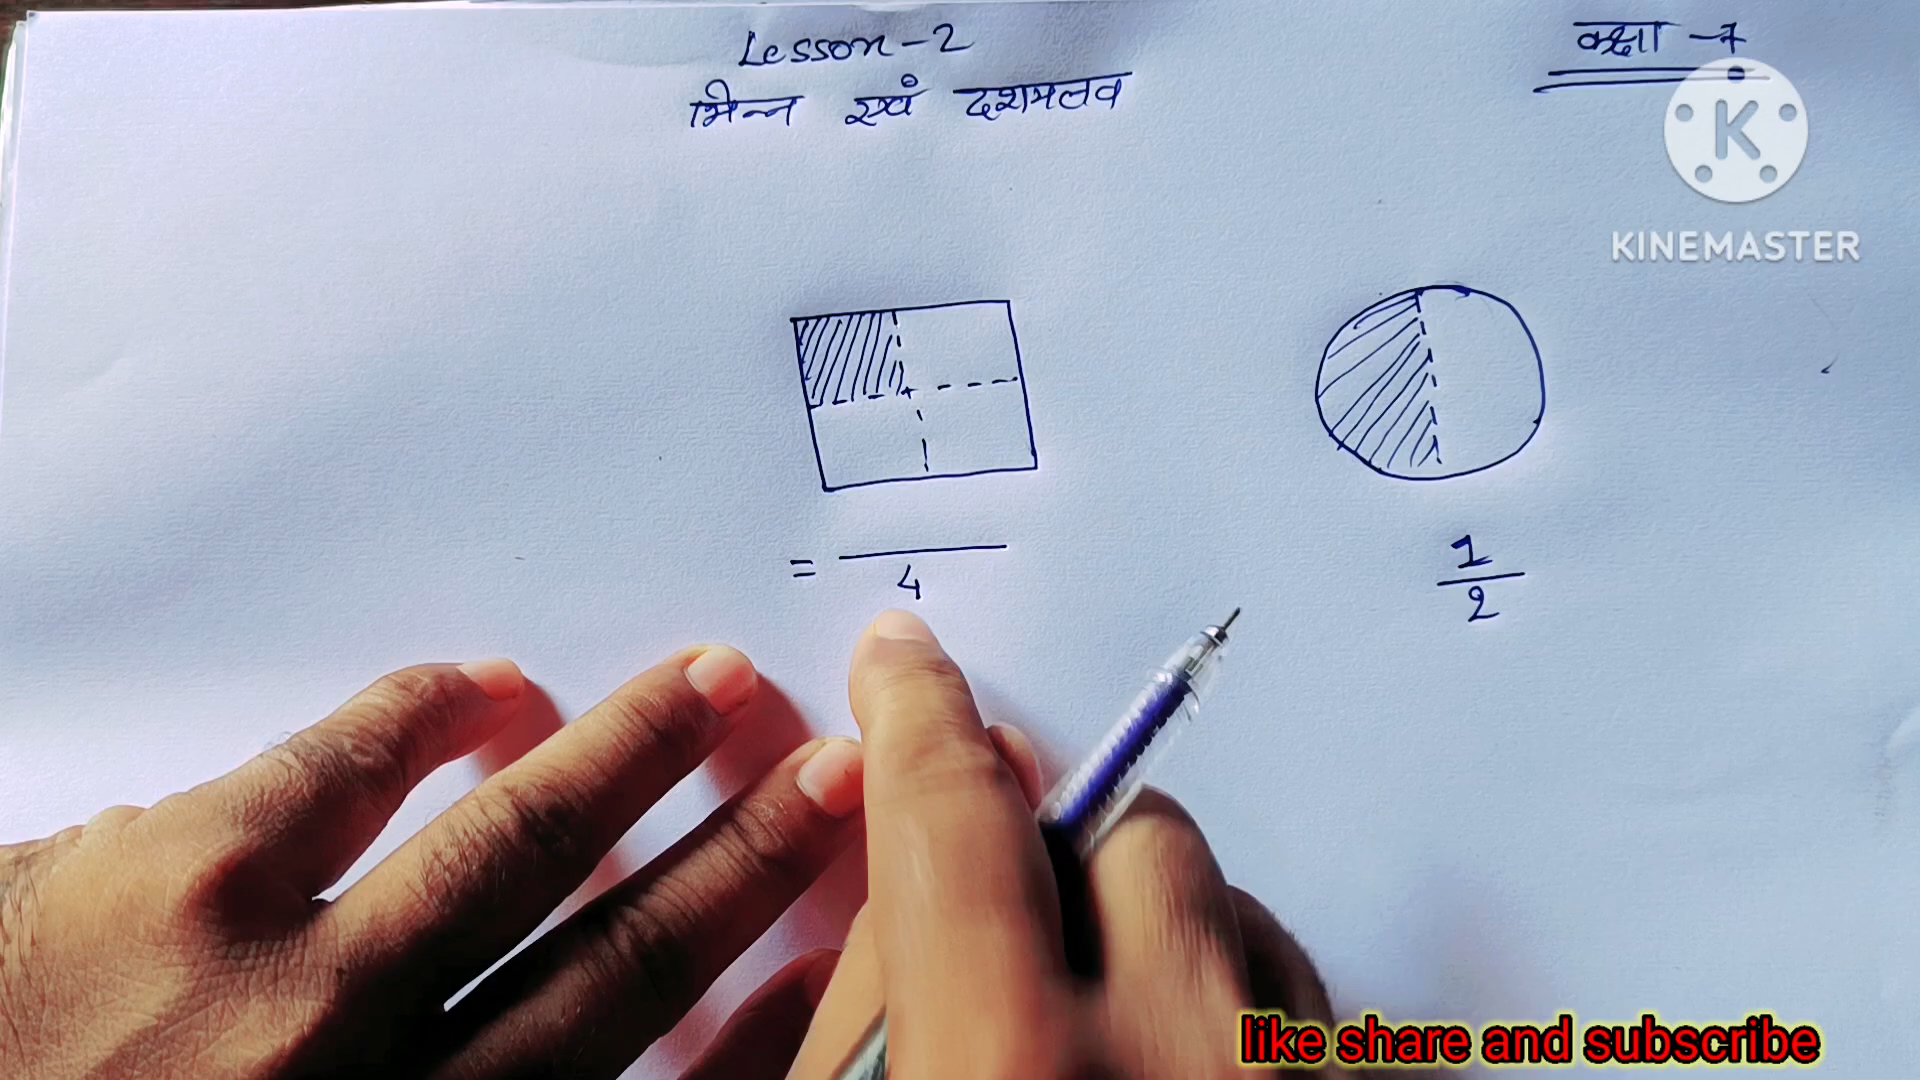 Lesson-2
कक्षा -7
भिन्न एवं दशमलव
K
KINEMASTER
=
4
1
2
like share and subscribe